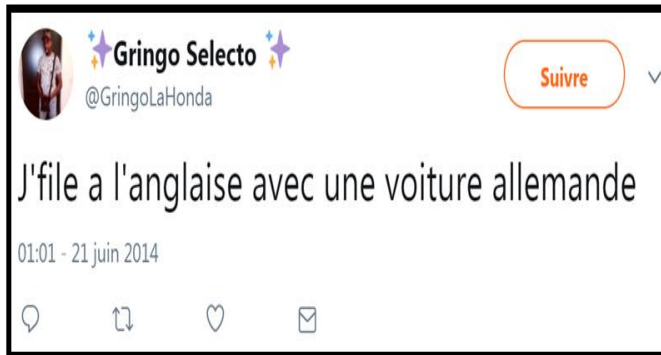 ✨Gringo Selecto ✨
Suivre
@GringoLaHonda
J'file a l'anglaise avec une voiture allemande
01:01 - 21 juin 2014